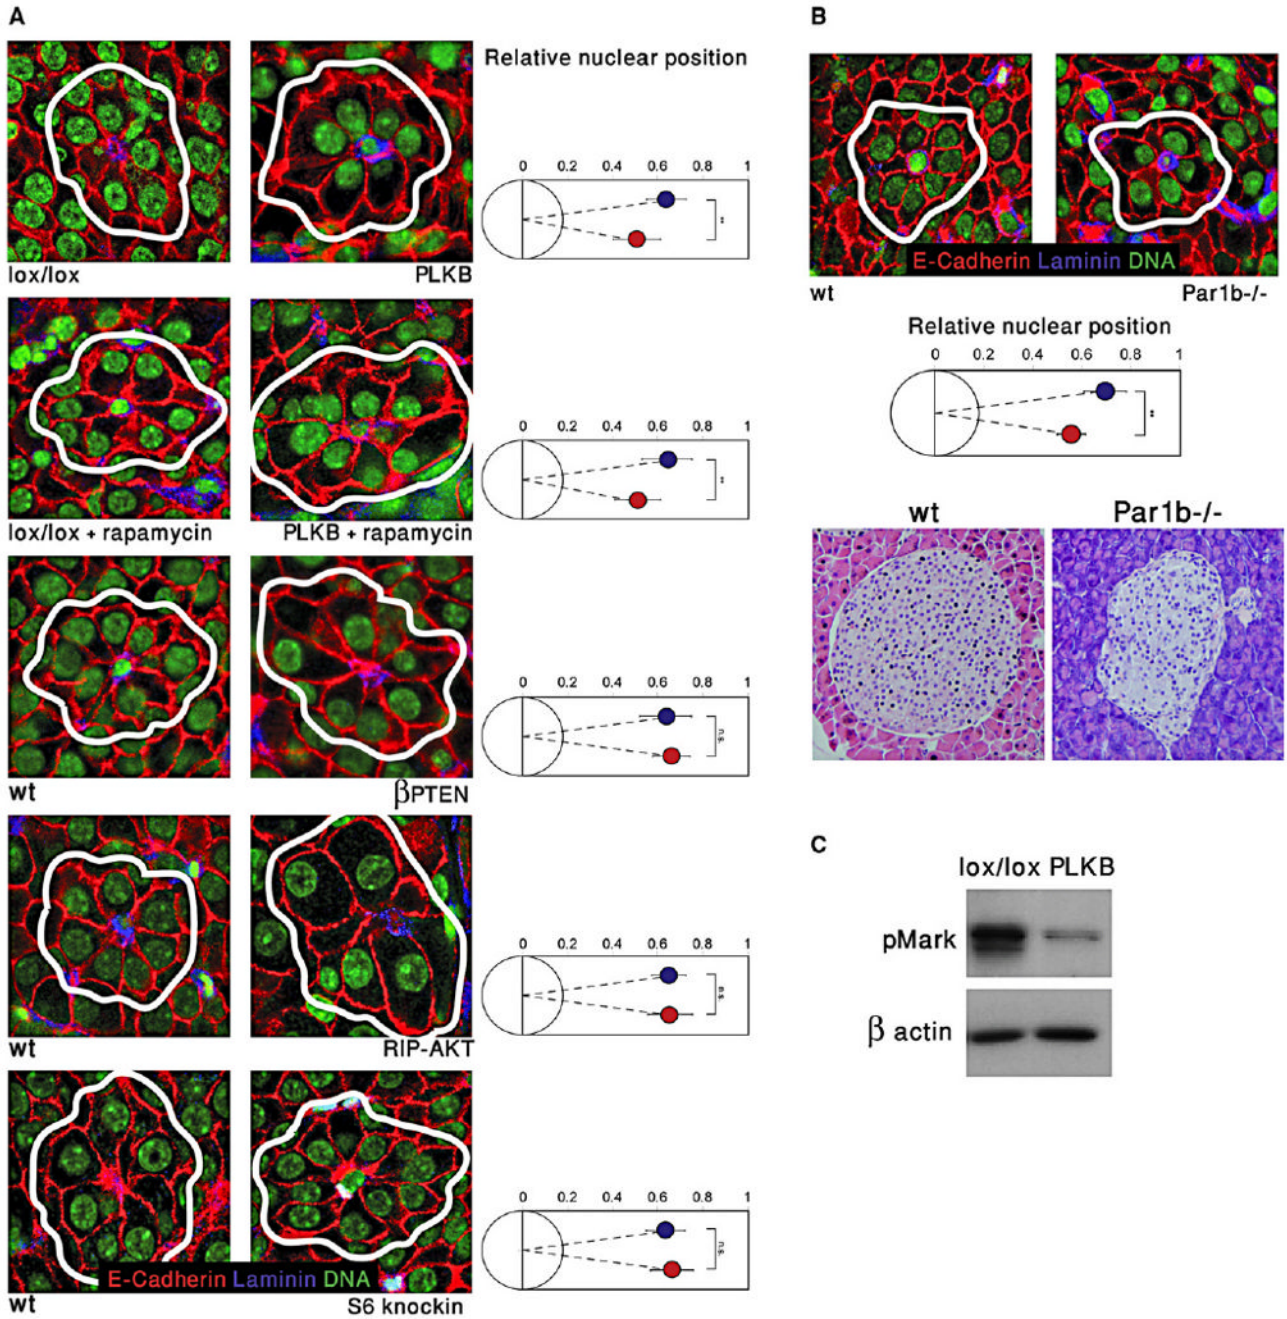 A
Relative nuclear position
0 0.2 0.4 0.6 0.8 1
**
lox/lox
PLKB
0 0.2 0.4 0.6 0.8 1
**
lox/lox + rapamycin
PLKB + rapamycin
0 0.2 0.4 0.6 0.8 1
n.s.
wt
βPTEN
0 0.2 0.4 0.6 0.8 1
n.s.
wt
RIP-AKT
0 0.2 0.4 0.6 0.8 1
n.s.
E-Cadherin Laminin DNA
wt
S6 knockin
B
E-Cadherin Laminin DNA
wt
Par1b-/-
Relative nuclear position
0 0.2 0.4 0.6 0.8 1
**
wt
Par1b-/-
C
lox/lox PLKB
pMark
β actin